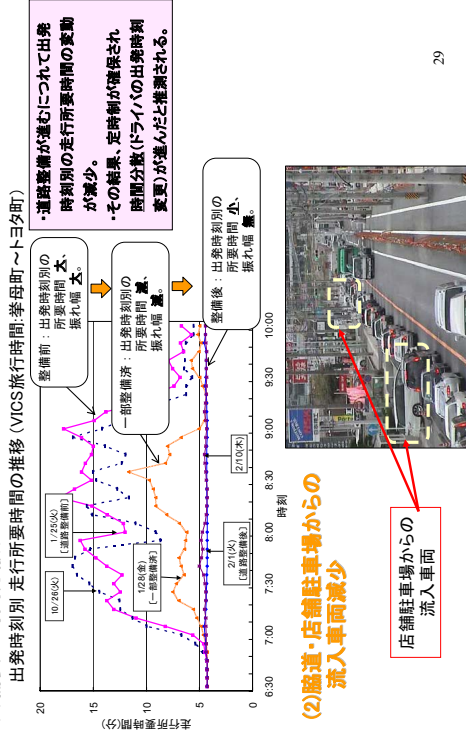 出発時刻別 走行所要時間の推移 (VICS旅行時間:挙母町～トヨタ町)
走行所要時間(分)
20
15
10
5
0
6:30
7:00
7:30
8:00
8:30
9:00
9:30
10:00
時刻
10/26(火)
1/25(火)
[道路整備前]
1/28(金)
[一部整備済]
2/1(火)
[道路整備後]
2/10(木)
整備前 : 出発時刻別の
所要時間 大、
振れ幅 大。
一部整備済 : 出発時刻別の
所要時間 減、
振れ幅 減。
整備後 : 出発時刻別の
所要時間 小、
振れ幅 無。
・道路整備が進むにつれて出発
時刻別の走行所要時間の変動
が減少。
・その結果、定時制が確保され
時間分散(ドライバの出発時刻
変更)が進んだと推測される。
(2)脇道・店舗駐車場からの
流入車両減少
店舗駐車場からの
流入車両
29